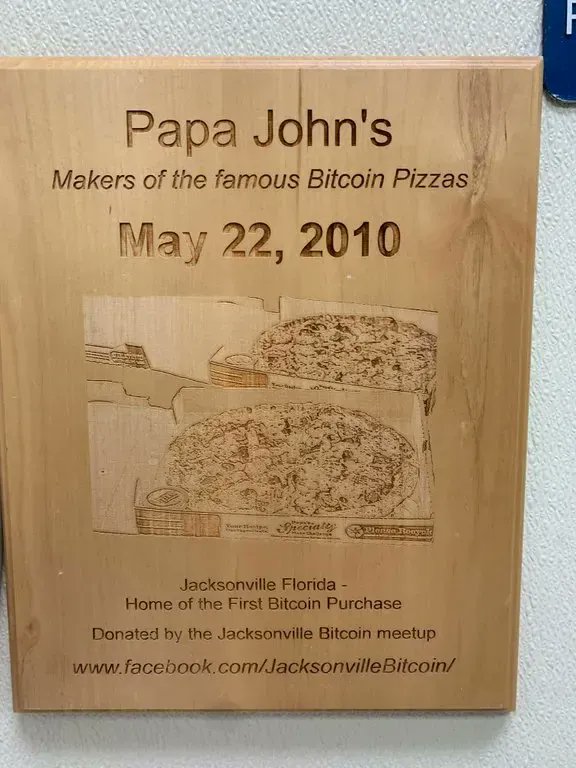 Papa John's
Makers of the famous Bitcoin Pizzas
May 22, 2010
Specialty
Jacksonville Florida -
Home of the First Bitcoin Purchase
Donated by the Jacksonville Bitcoin meetup
www.facebook.com/JacksonvilleBitcoin/